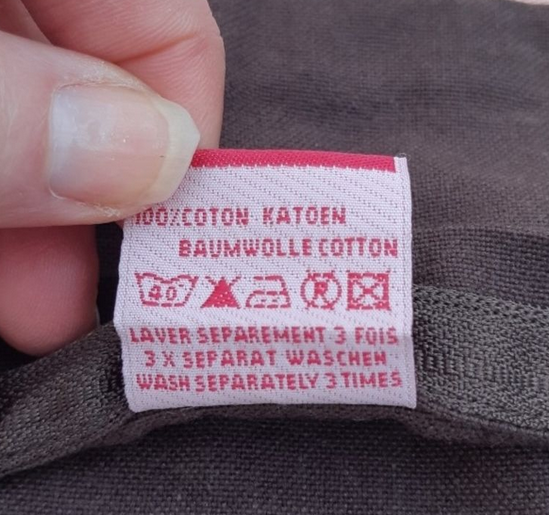 100% COTON KATOEN
BAUMWOLLE COTTON
40 R
LAVER SEPAREMENT 3 FOIS
3 X SEPARAT WASCHEN
WASH SEPARATELY 3 TIMES